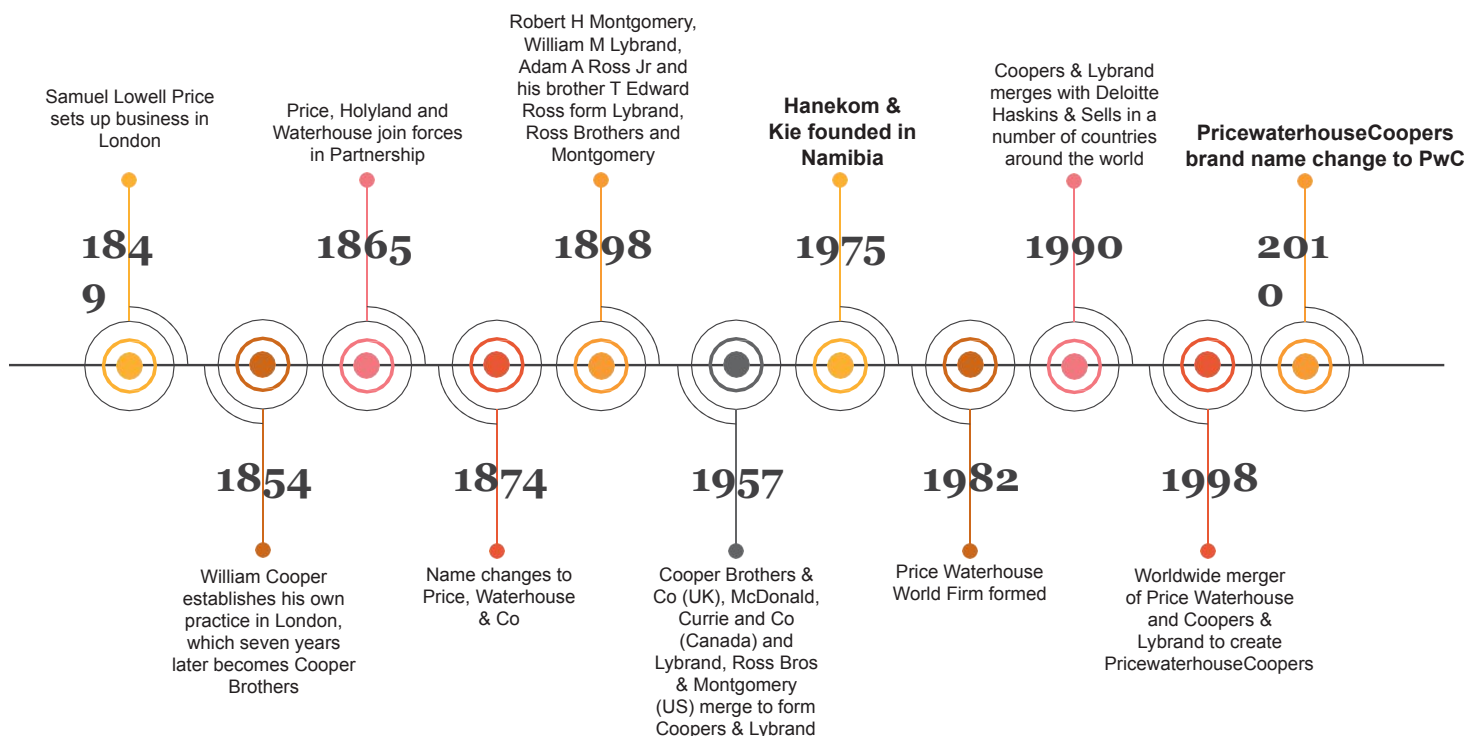 Samuel Lowell Price
sets up business in
London
184
9
William Cooper
establishes his own
practice in London,
which seven years
later becomes Cooper
Brothers
1854
Price, Holyland and
Waterhouse join forces
in Partnership
1865
1874
Name changes to
Price, Waterhouse
& Co
Robert H Montgomery,
William M Lybrand,
Adam A Ross Jr and
his brother T Edward
Ross form Lybrand,
Ross Brothers and
Montgomery
1898
1957
Cooper Brothers &
Co (UK), McDonald,
Currie and Co
(Canada) and
Lybrand, Ross Bros
& Montgomery
(US) merge to form
Coopers & Lybrand
Hanekom &
Kie founded in
Namibia
1975
1982
Price Waterhouse
World Firm formed
Coopers & Lybrand
merges with Deloitte
Haskins & Sells in a
number of countries
around the world
1990
1998
Worldwide merger
of Price Waterhouse
and Coopers &
Lybrand to create
PricewaterhouseCoopers
PricewaterhouseCoopers
brand name change to PwC
201
0